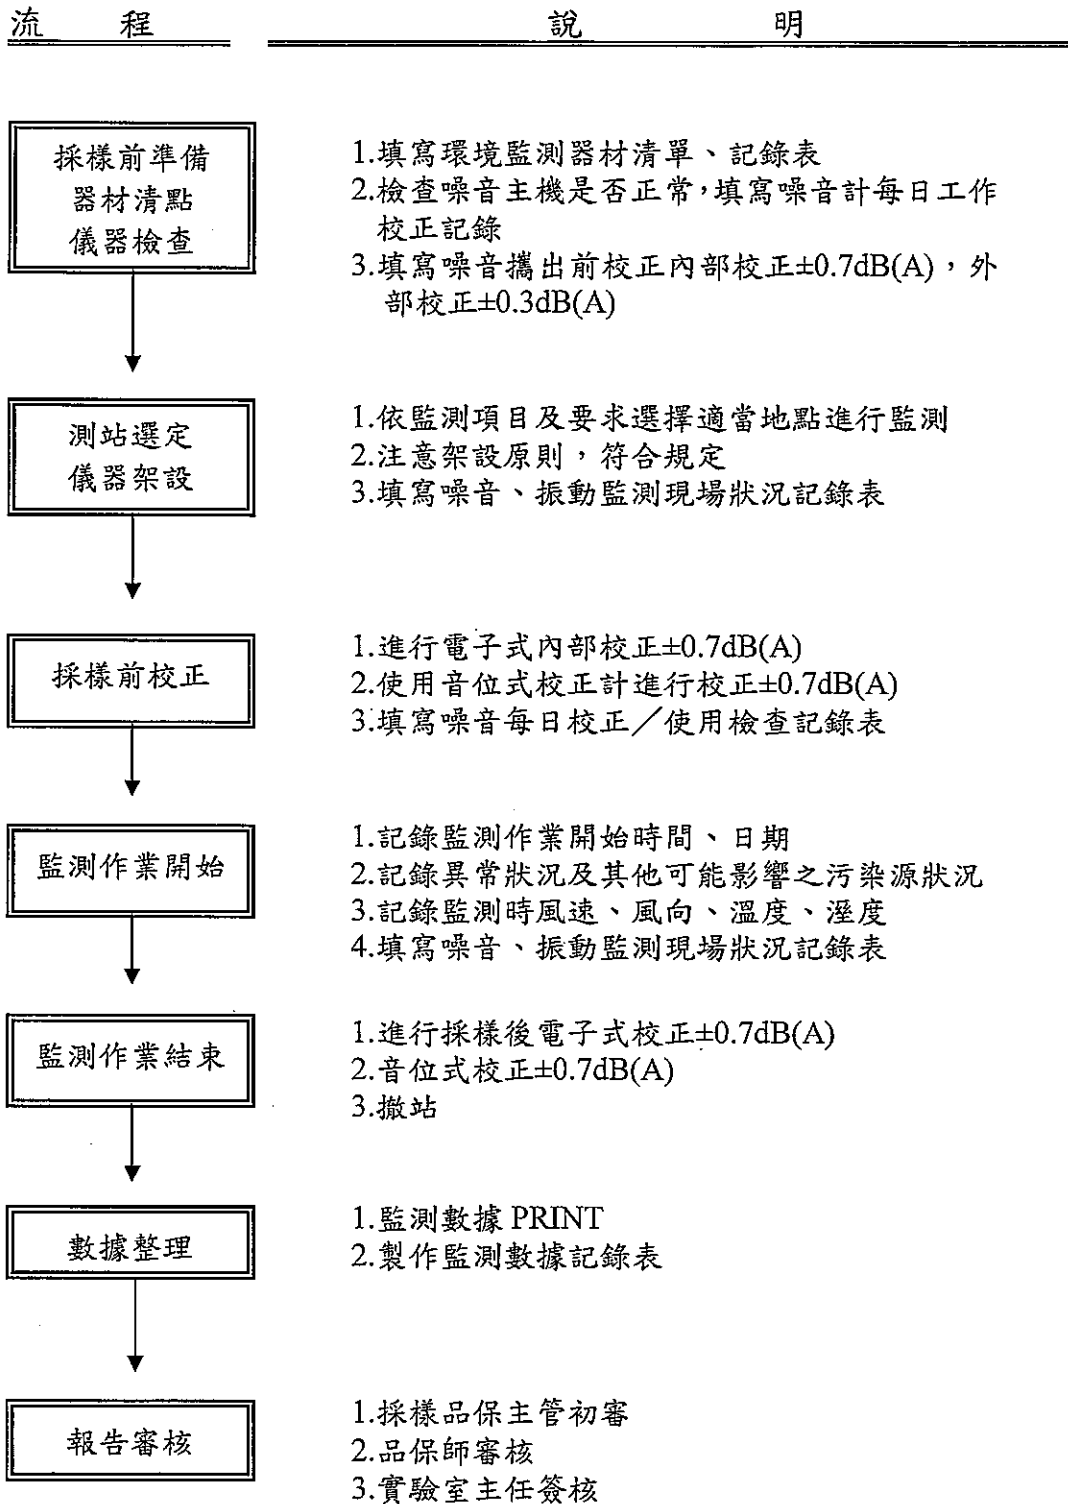 流 程
說 明
採樣前準備
器材清點
儀器檢查
1.填寫環境監測器材清單、記錄表
2.檢查噪音主機是否正常,填寫噪音計每日工作
校正記錄
3.填寫噪音攜出前校正內部校正±0.7dB(A),外
部校正±0.3dB(A)
測站選定
儀器架設
1.依監測項目及要求選擇適當地點進行監測
2.注意架設原則,符合規定
3.填寫噪音、振動監測現場狀況記錄表
採樣前校正
1.進行電子式內部校正±0.7dB(A)
2.使用音位式校正計進行校正±0.7dB(A)
3.填寫噪音每日校正/使用檢查記錄表
監測作業開始
1.記錄監測作業開始時間、日期
2.記錄異常狀況及其他可能影響之污染源狀況
3.記錄監測時風速、風向、溫度、溼度
4.填寫噪音、振動監測現場狀況記錄表
監測作業結束
1.進行採樣後電子式校正±0.7dB(A)
2.音位式校正±0.7dB(A)
3.撤站
數據整理
1.監測數據 PRINT
2.製作監測數據記錄表
報告審核
1.採樣品保主管初審
2.品保師審核
3.實驗室主任簽核